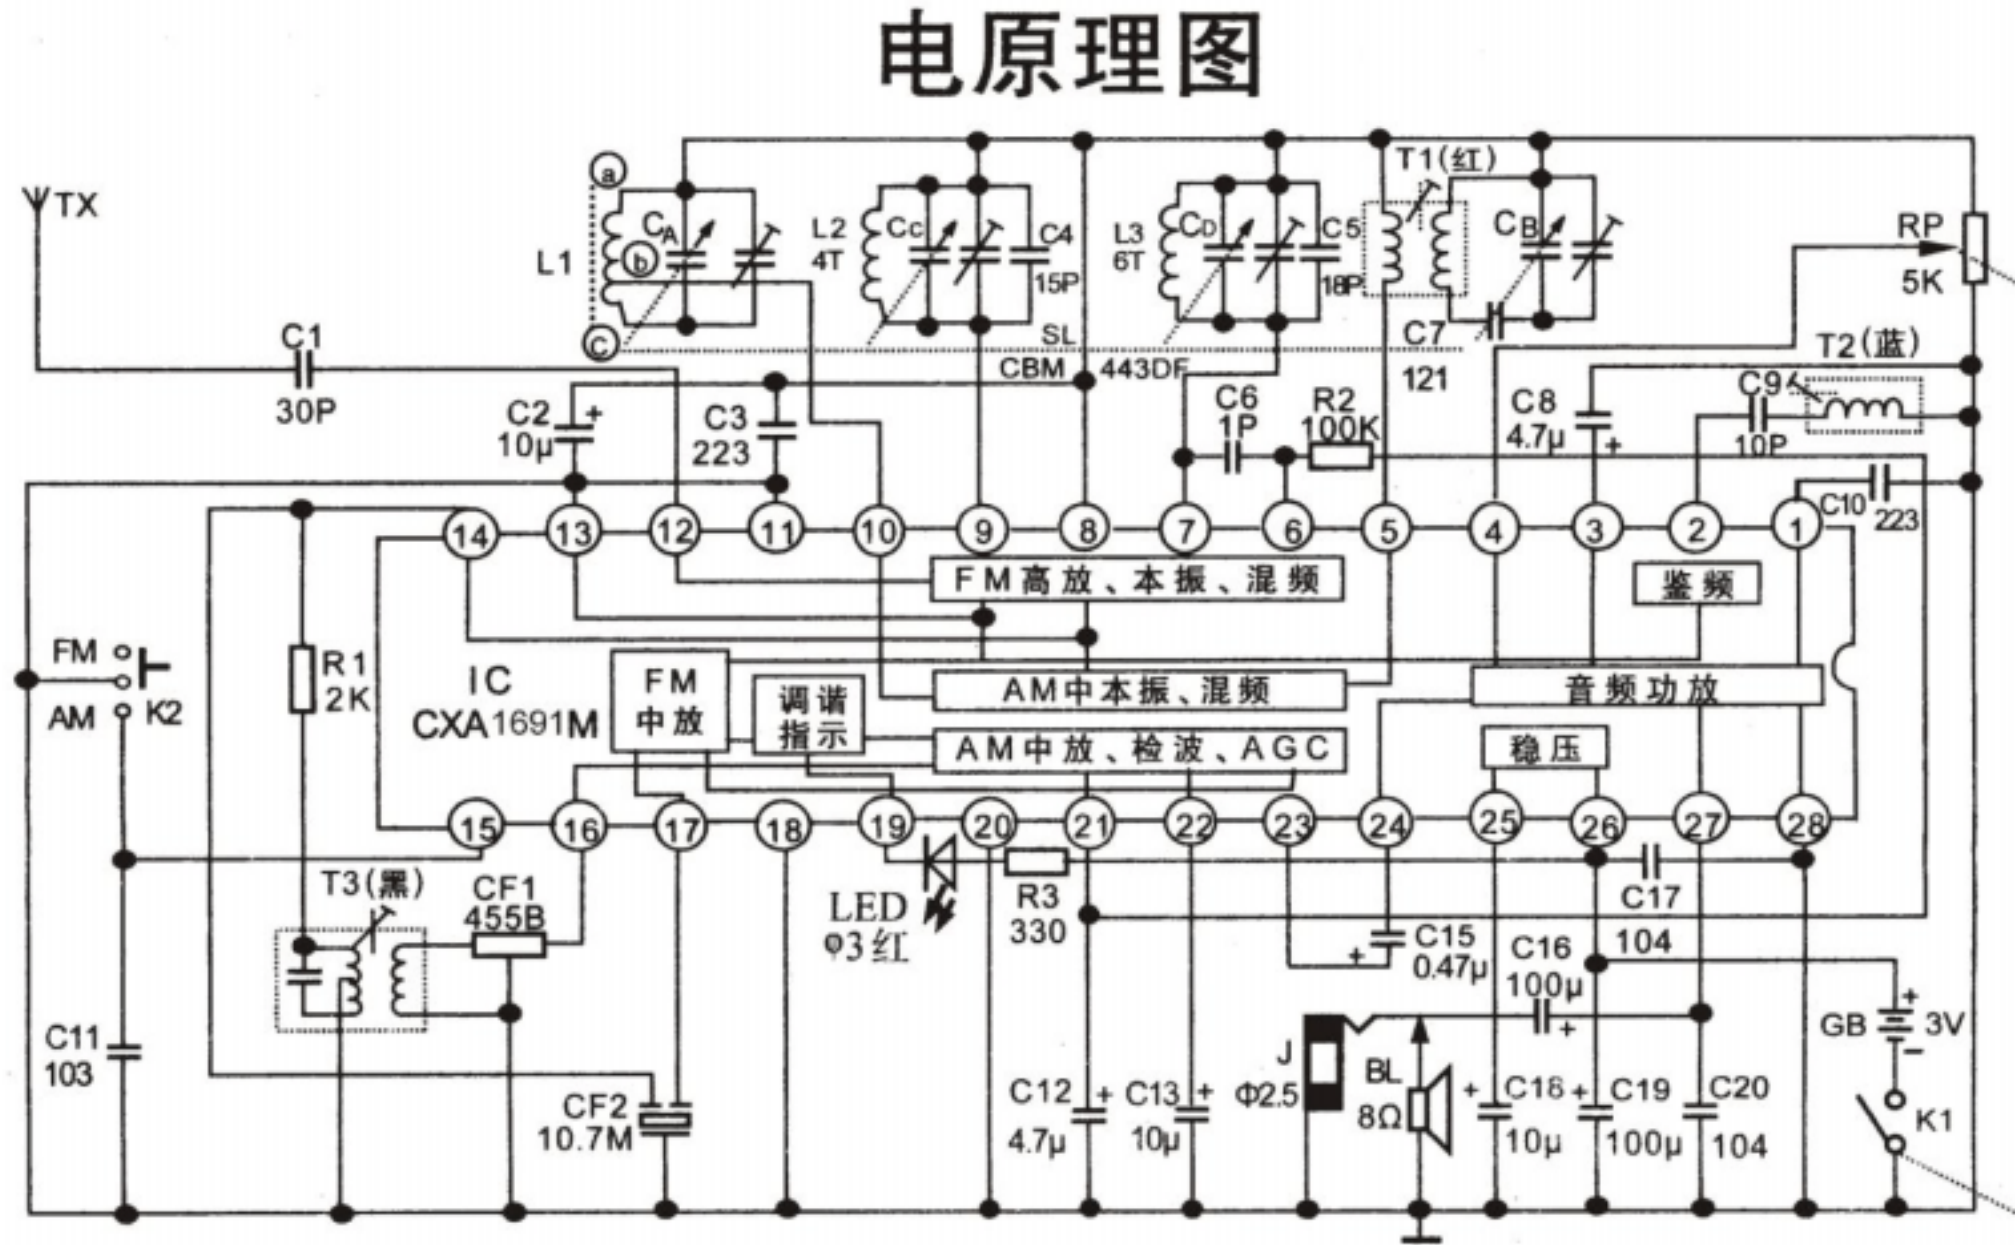 电原理图
TX
C1
30P
L1
a
b
c
CA
L2
4T
Cc
C4
15P
L3
6T
CD
C5
18P
T1(红)
CB
C7
121
RP
5K
SL
CBM
443DF
T2(蓝)
C2
+
10μ
C3
223
C6
1P
R2
100K
C8
4.7μ
+
C9
10P
C10
223
14
13
12
11
10
9
8
7
6
5
4
3
2
1
FM高放、本振、混频
鉴频
FM
AM
K2
R1
2K
IC
CXA1691M
FM
中放
调谐
指示
AM中本振、混频
音频功放
AM中放、检波、AGC
稳压
15
16
17
18
19
20
21
22
23
24
25
26
27
28
T3(黑)
CF1
455B
LED
φ3红
R3
330
C17
104
C15
+
0.47μ
C16
100μ
+
GB
+
3V
−
C11
103
CF2
10.7M
C12
+
4.7μ
C13
+
10μ
J
Φ2.5
BL
8Ω
+
C18
10μ
+
C19
100μ
C20
104
K1